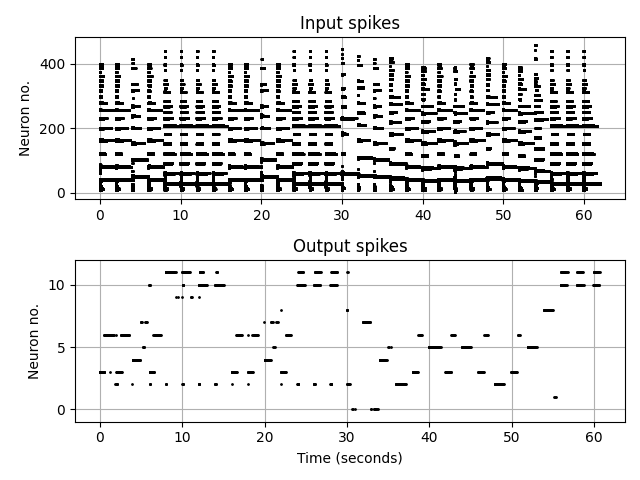 Input spikes
Neuron no.
400
200
0
0 10 20 30 40 50 60
Output spikes
Neuron no.
10
5
0
0 10 20 30 40 50 60
Time (seconds)